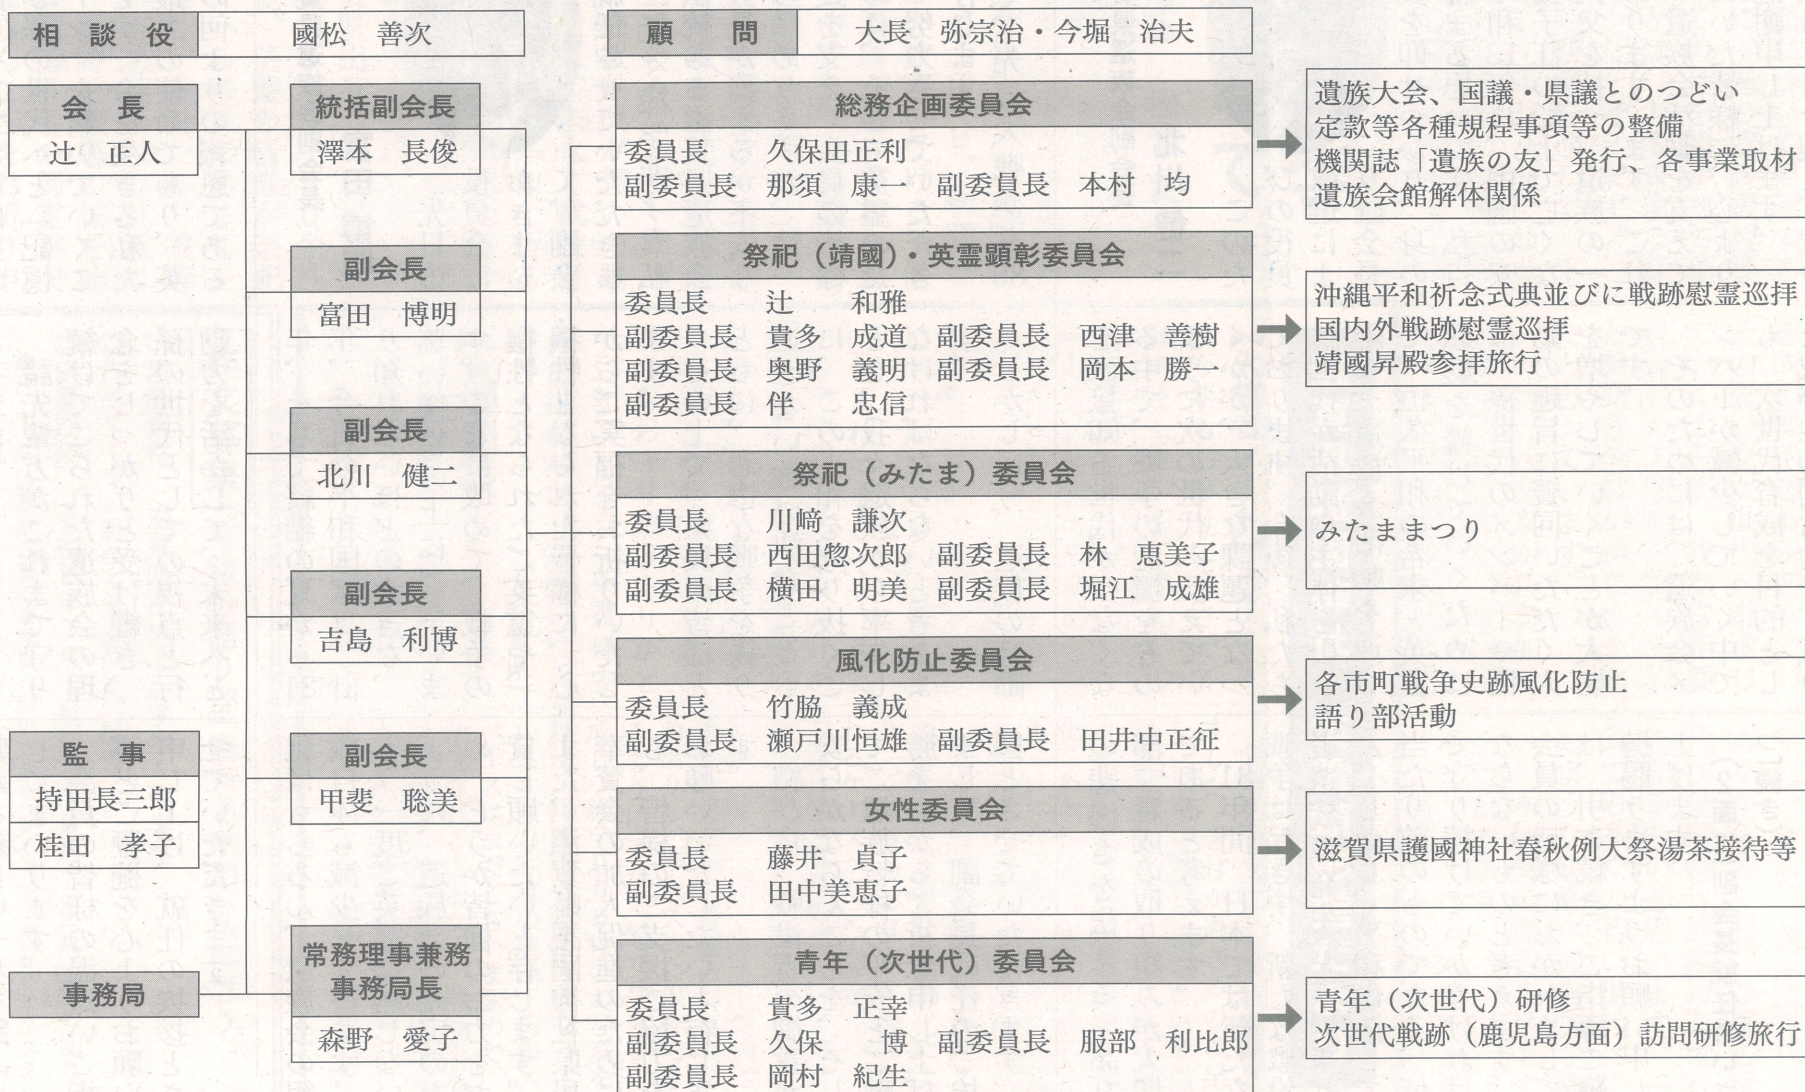 相談役　國松　善次
顧問　大長　弥宗治・今堀　治夫
会長
辻　正人
統括副会長
澤本　長俊
副会長
富田　博明
副会長
北川　健二
副会長
吉島　利博
副会長
甲斐　聡美
常務理事兼務
事務局長
森野　愛子
監事
持田長三郎
桂田　孝子
事務局
総務企画委員会
委員長　久保田正利
副委員長　那須　康一　副委員長　本村　均
遺族大会、国議・県議とのつどい
定款等各種規程事項等の整備
機関誌「遺族の友」発行、各事業取材
遺族会館解体関係
祭祀（靖國）・英霊顕彰委員会
委員長　辻　和雅
副委員長　貴多　成道　副委員長　西津　善樹
副委員長　奥野　義明　副委員長　岡本　勝一
副委員長　伴　忠信
沖縄平和祈念式典並びに戦跡慰霊巡拝
国内外戦跡慰霊巡拝
靖國昇殿参拝旅行
祭祀（みたま）委員会
委員長　川﨑　謙次
副委員長　西田惣次郎　副委員長　林　恵美子
副委員長　横田　明美　副委員長　堀江　成雄
みたままつり
風化防止委員会
委員長　竹脇　義成
副委員長　瀬戸川恒雄　副委員長　田井中正征
各市町戦争史跡風化防止
語り部活動
女性委員会
委員長　藤井　貞子
副委員長　田中美恵子
滋賀県護國神社春秋例大祭湯茶接待等
青年（次世代）委員会
委員長　貴多　正幸
副委員長　久保　博　副委員長　服部　利比郎
副委員長　岡村　紀生
青年（次世代）研修
次世代戦跡（鹿児島方面）訪問研修旅行